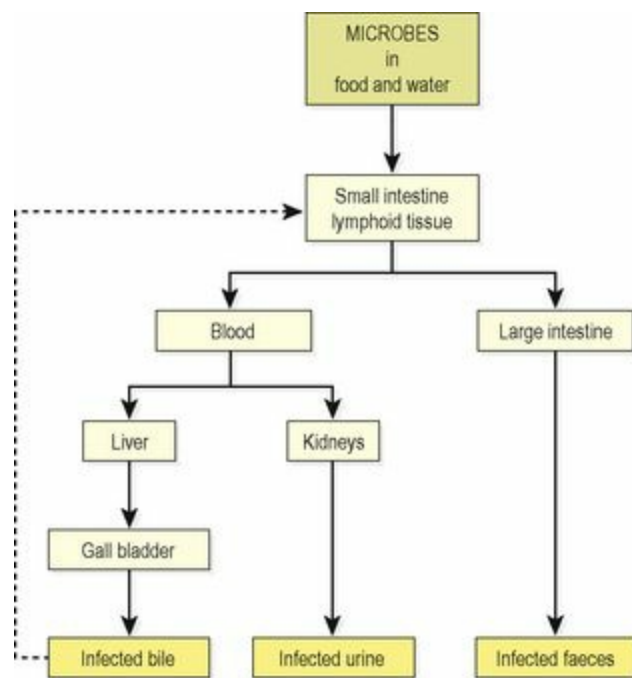 MICROBES
in
food and water
Small intestine
lymphoid tissue
Blood
Large intestine
Liver
Kidneys
Gall bladder
Infected bile
Infected urine
Infected faeces